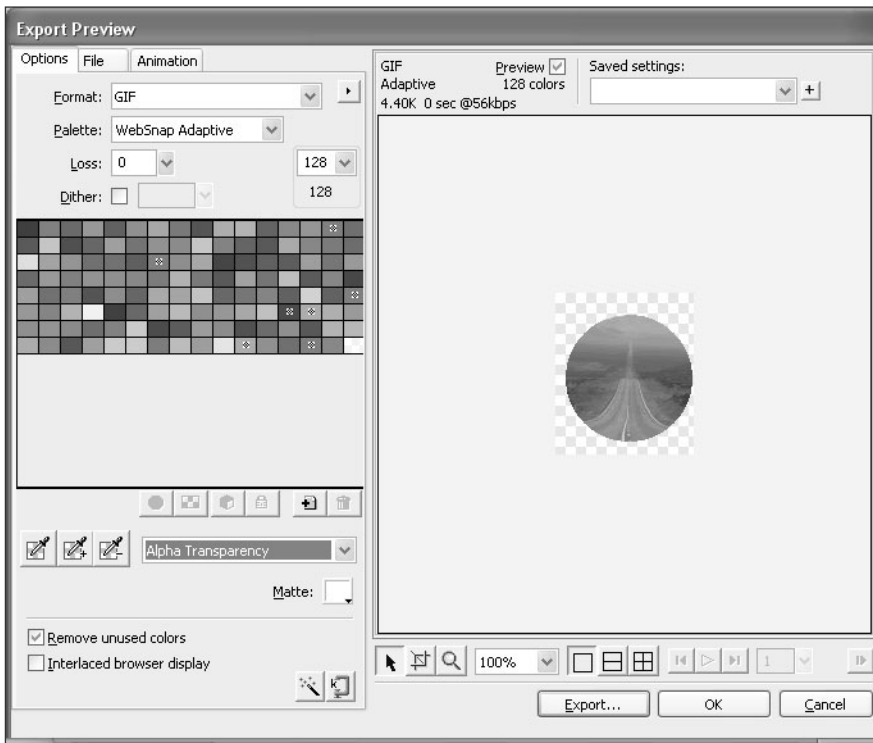 Export Preview
Options File Animation
Format: GIF
Palette: WebSnap Adaptive
Loss: 0 128
Dither: 128
Alpha Transparency
Matte:
Remove unused colors
Interlaced browser display
GIF Preview
Adaptive 128 colors
4.40K 0 sec @56kbps
Saved settings:
100% 1
Export... OK Cancel